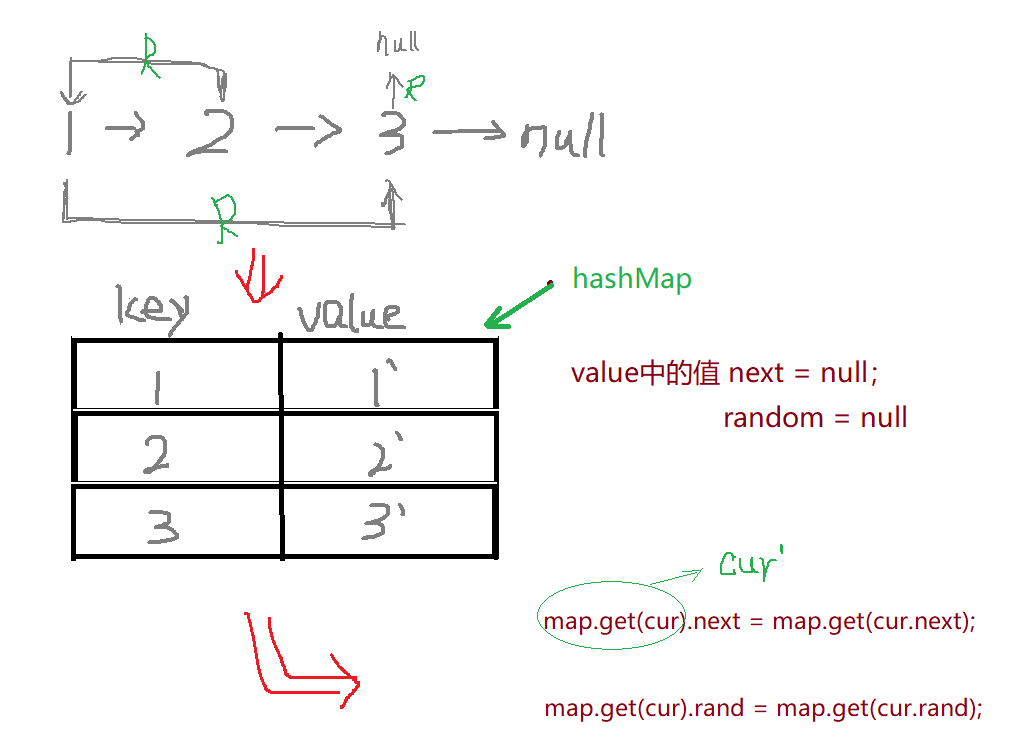 R
null
R
1 → 2 → 3 → null
R
hashMap
key value
1 1`
value中的值 next = null；
random = null
2 2`
3 3`
cur'
map.get(cur).next = map.get(cur.next);
map.get(cur).rand = map.get(cur.rand);